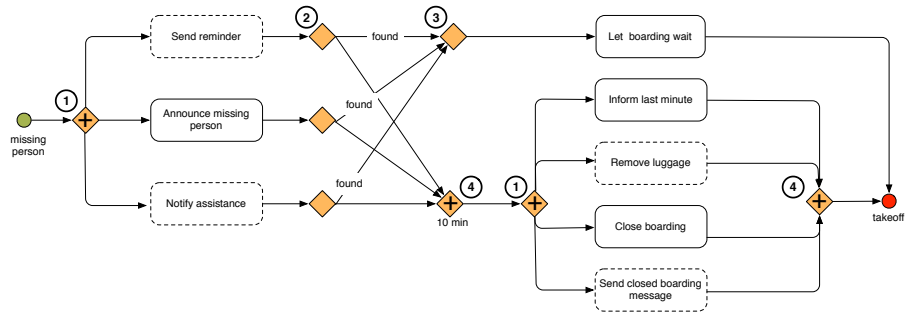 2
3
Send reminder
found
Let boarding wait
1
Announce missing
person
found
Inform last minute
missing
person
Remove luggage
found
Notify assistance
4
10 min
1
4
takeoff
Close boarding
Send closed boarding
message